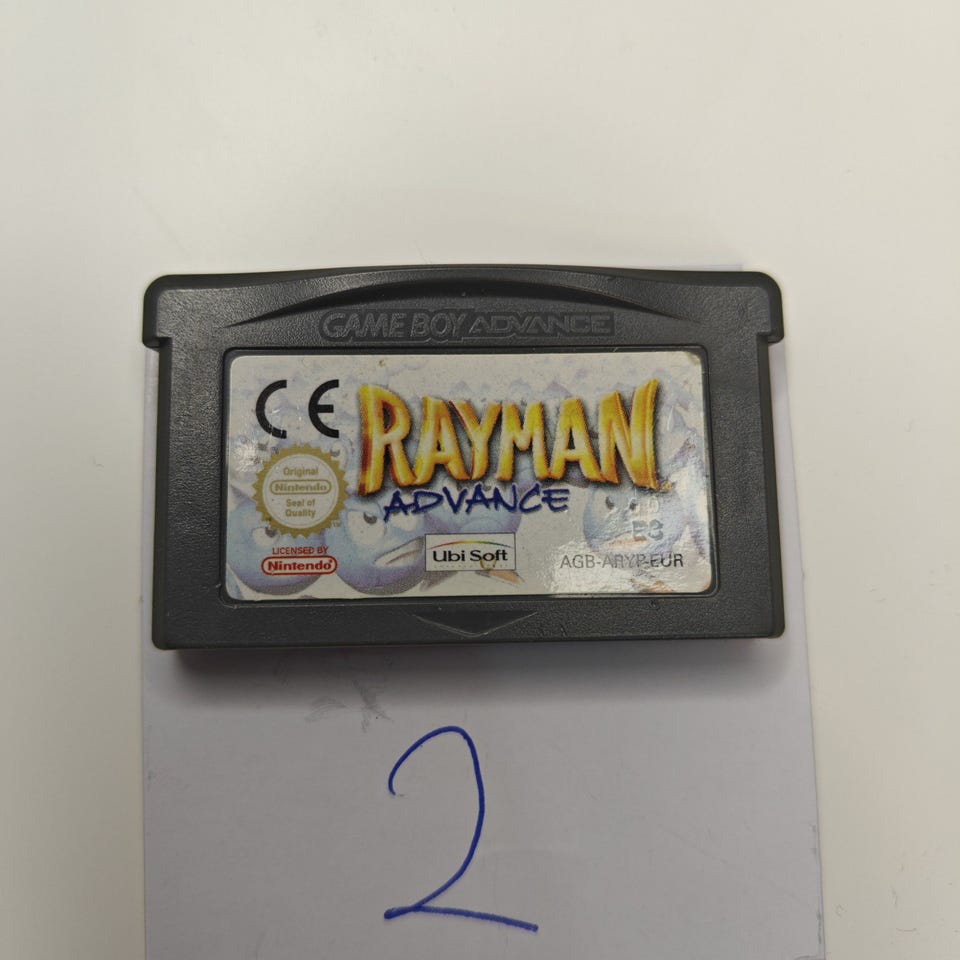 GAME BOY ADVANCE
CE
RAYMAN
ADVANCE
Original
Nintendo
Seal of
Quality
TM
LICENSED BY
Nintendo®
Ubi Soft
AGB-ARYP-EUR
2